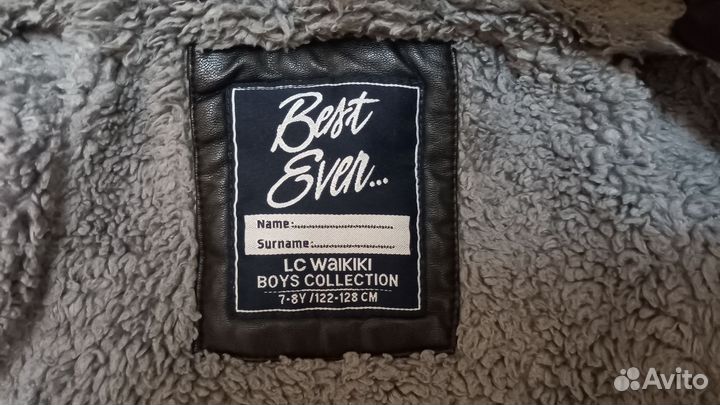 Best
Ever...
Name:..............................
Surname:........................
LC WAIKIKI
BOYS COLLECTION
7-8Y /122-128 CM
Avito